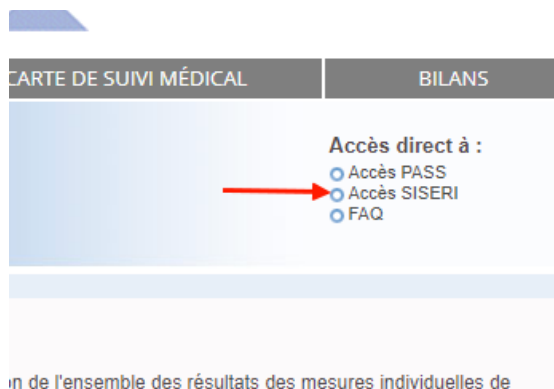 CARTE DE SUIVI MÉDICAL
BILANS
Accès direct à :
Accès PASS
Accès SISERI
FAQ
de l'ensemble des résultats des mesures individuelles de